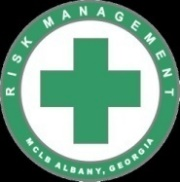 RISK MANAGEMENT
MCLB ALBANY, GEORGIA